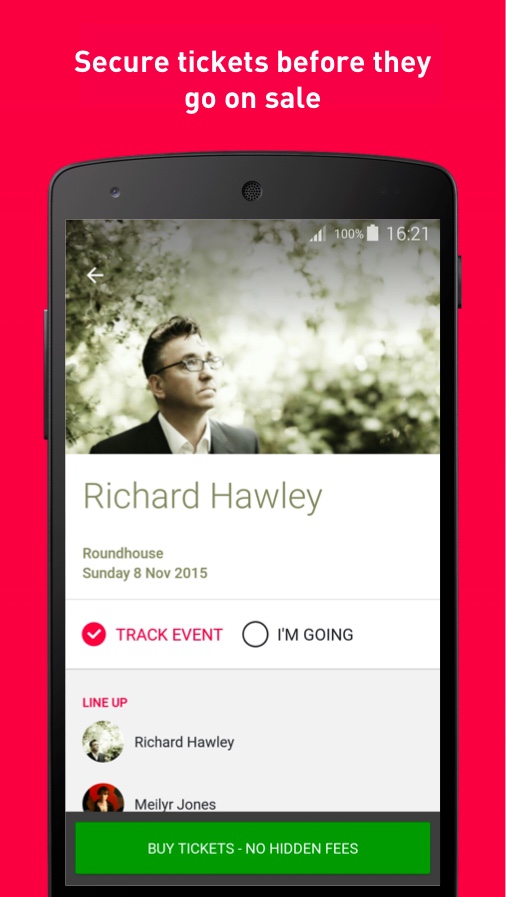 Secure tickets before they
go on sale
100% 16:21
Richard Hawley
Roundhouse
Sunday 8 Nov 2015
TRACK EVENT I'M GOING
LINE UP
Richard Hawley
Meilyr Jones
BUY TICKETS - NO HIDDEN FEES